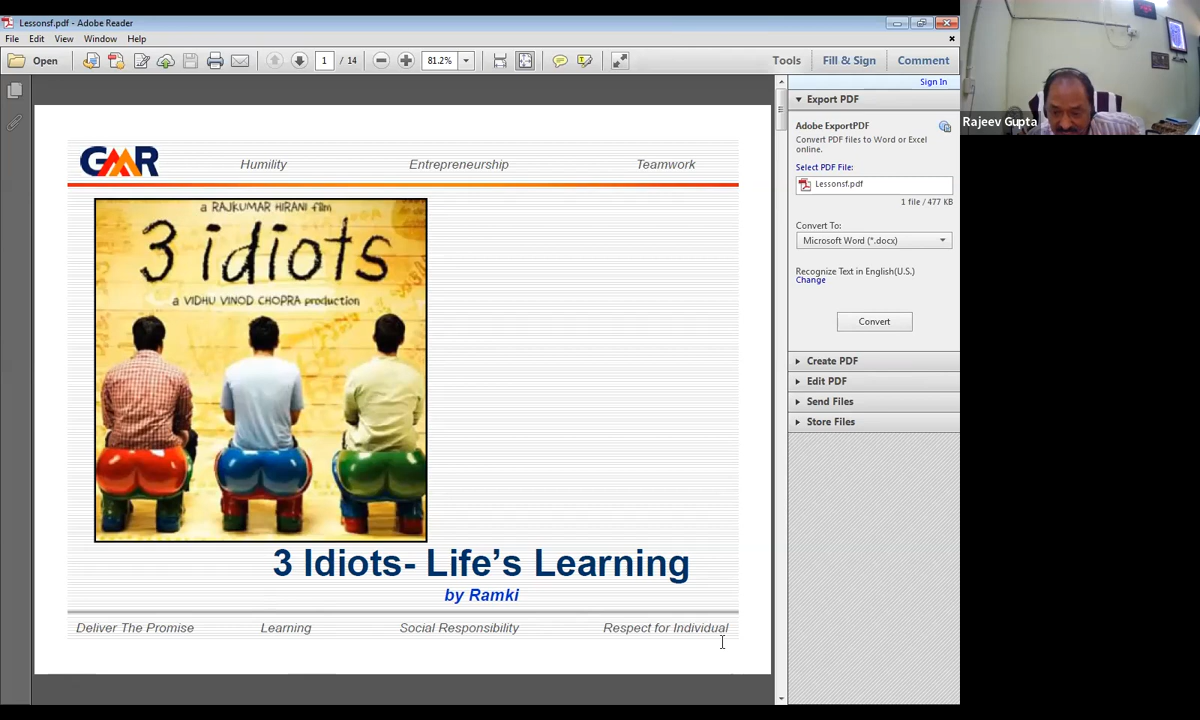 Lessonsf.pdf - Adobe Reader
File Edit View Window Help
Open 1 / 14 81.2% Tools Fill & Sign Comment
Sign In
Export PDF
Adobe ExportPDF
Convert PDF files to Word or Excel
online.
Select PDF File:
Lessonsf.pdf
1 file / 477 KB
Convert To:
Microsoft Word (*.docx)
Recognize Text in English(U.S.)
Change
Convert
Create PDF
Edit PDF
Send Files
Store Files
GMR Humility Entrepreneurship Teamwork
a RAJKUMAR HIRANI film
3 idiots
a VIDHU VINOD CHOPRA production
3 Idiots- Life's Learning
by Ramki
Deliver The Promise Learning Social Responsibility Respect for Individual
Rajeev Gupta